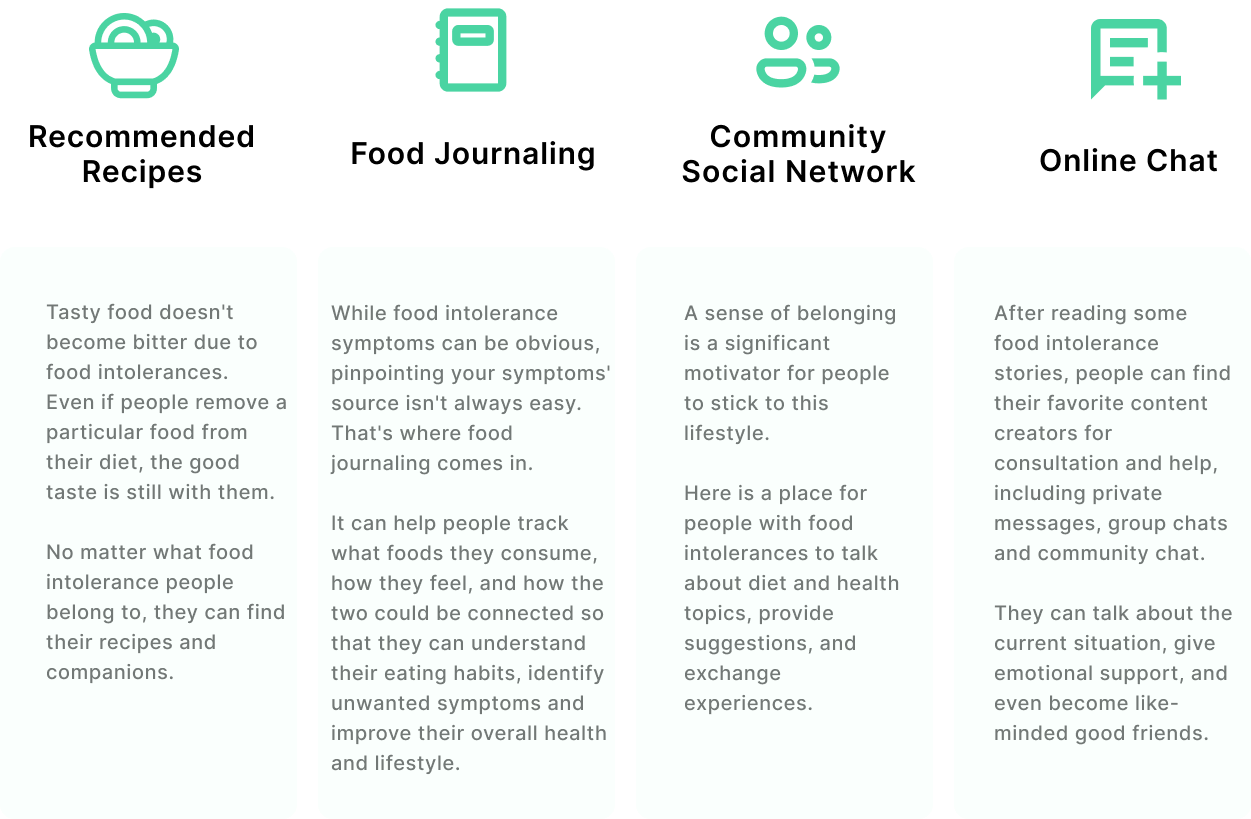 Recommended
Recipes
Food Journaling
Community
Social Network
Online Chat
Tasty food doesn't
become bitter due to
food intolerances.
Even if people remove a
particular food from
their diet, the good
taste is still with them.
No matter what food
intolerance people
belong to, they can find
their recipes and
companions.
While food intolerance
symptoms can be obvious,
pinpointing your symptoms'
source isn't always easy.
That's where food
journaling comes in.
It can help people track
what foods they consume,
how they feel, and how the
two could be connected so
that they can understand
their eating habits, identify
unwanted symptoms and
improve their overall health
and lifestyle.
A sense of belonging
is a significant
motivator for people
to stick to this
lifestyle.
Here is a place for
people with food
intolerances to talk
about diet and health
topics, provide
suggestions, and
exchange
experiences.
After reading some
food intolerance
stories, people can find
their favorite content
creators for
consultation and help,
including private
messages, group chats
and community chat.
They can talk about the
current situation, give
emotional support, and
even become like-
minded good friends.